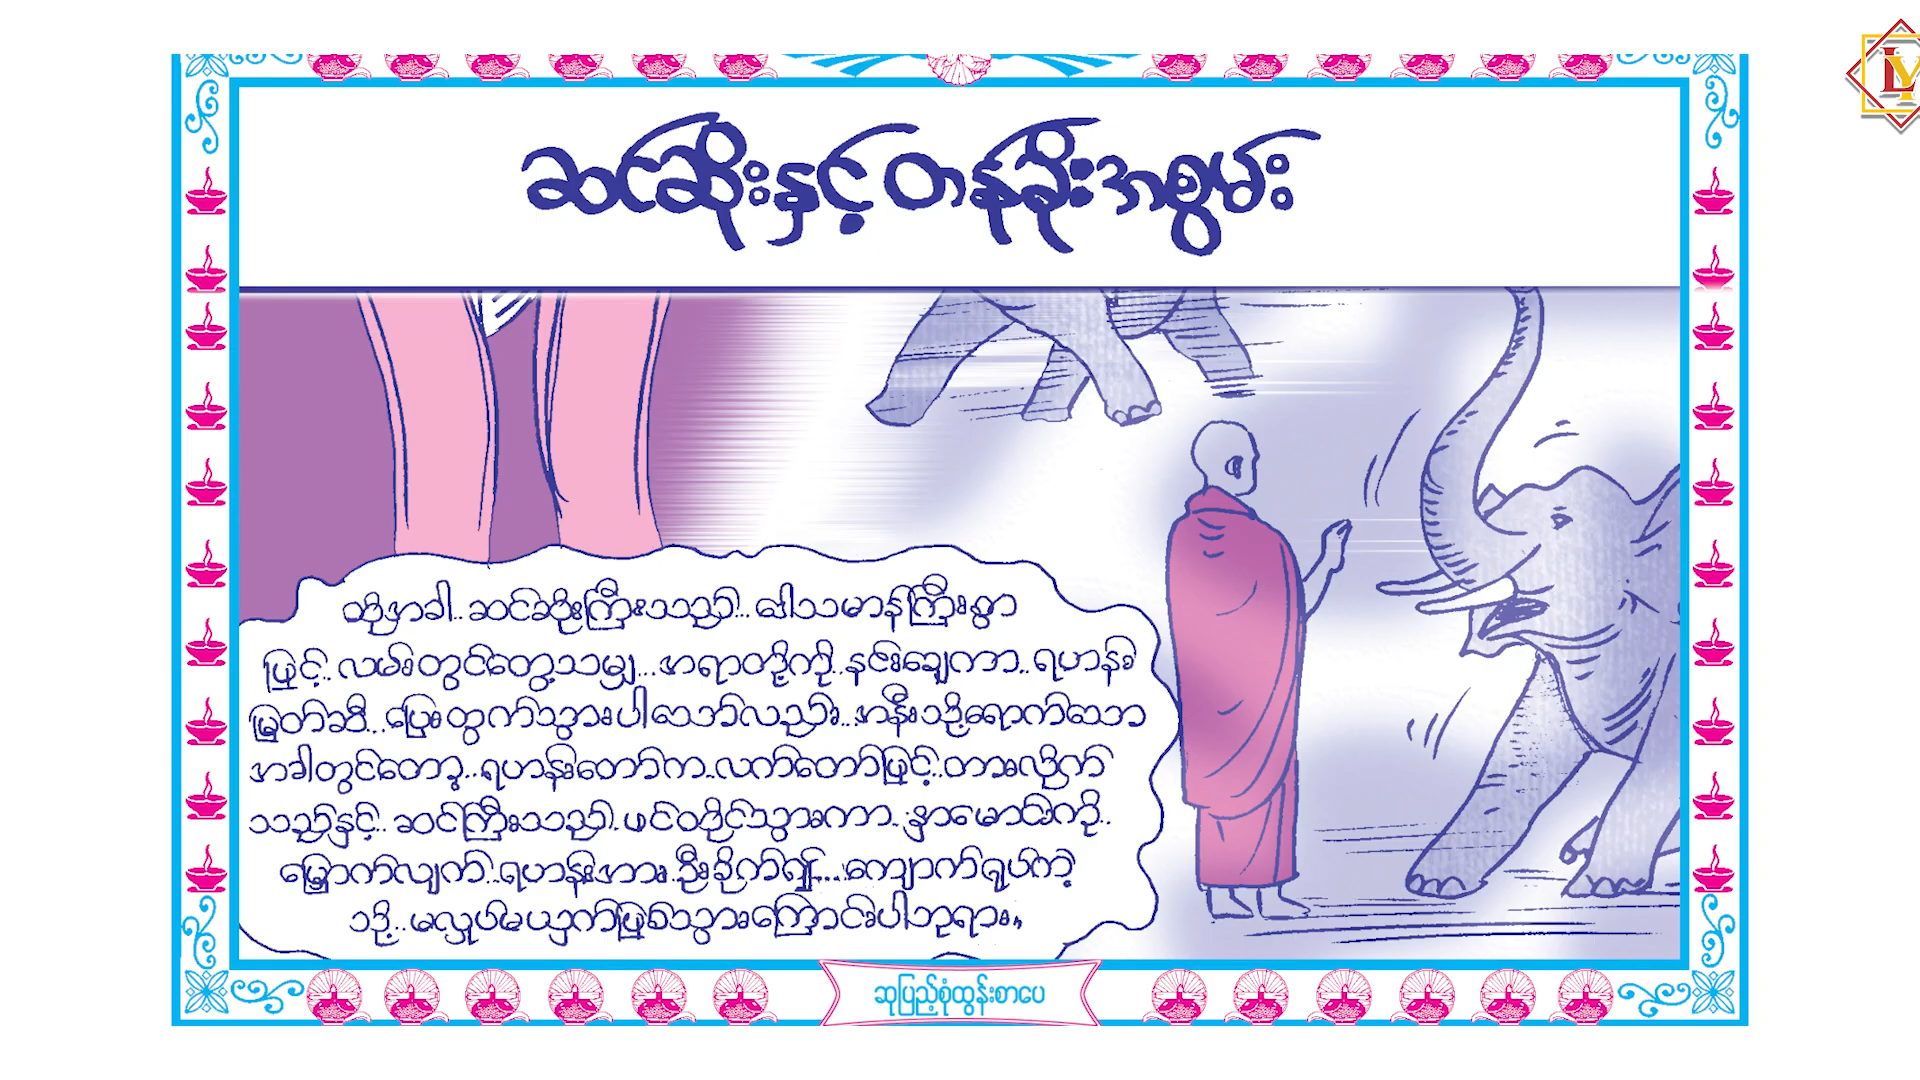 ဆင်ဆိုးနှင့် တန်ခိုးအစွမ်း
ထိုအခါ.. ဆင်ဆိုးကြီးသည်... ဒေါသမာန်ကြီးစွာ
ဖြင့်.. လမ်းတွင်တွေ့သမျှ...အရာတို့ကို..နင်းချေကာ..ရဟန်း
မြတ်ဆီ..ပြေးထွက်သွားပါသော်လည်း..အနီးသို့ရောက်သော
အခါတွင်တော့..ရဟန်းတော်က..လက်တော်ဖြင့်..တားလိုက်
သည်နှင့်.. ဆင်ကြီးသည်..ဖင်ထိုင်သွားကာ..နှာမောင်းကို..
မြှောက်လျက်..ရဟန်းအား..ဦးခိုက်၍....ကျောက်ရုပ်ကဲ့
သို့..မလှုပ်မယှက်ဖြစ်သွားကြောင်းပါဘုရား"
ဆုပြည့်စုံထွန်းစာပေ
LY